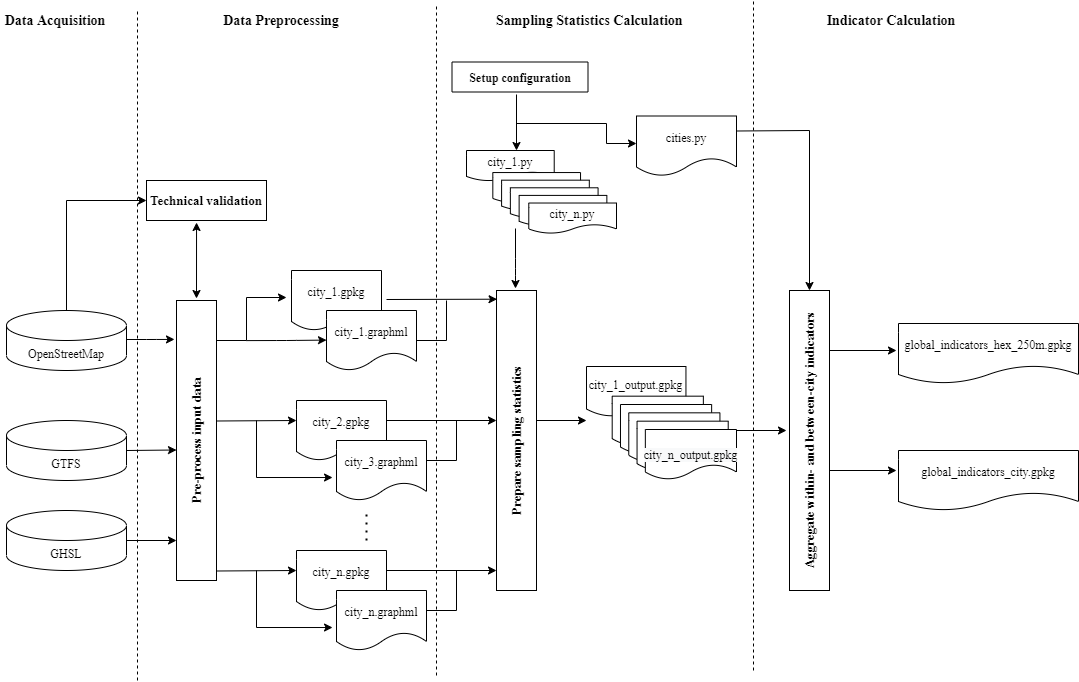 Data Acquisition
Data Preprocessing
Sampling Statistics Calculation
Indicator Calculation
Setup configuration
cities.py
city_1.py
city_n.py
Technical validation
OpenStreetMap
GTFS
GHSL
Pre-process input data
city_1.gpkg
city_1.graphml
city_2.gpkg
city_3.graphml
city_n.gpkg
city_n.graphml
Prepare sampling statistics
city_1_output.gpkg
city_n_output.gpkg
Aggregate within- and between-city indicators
global_indicators_hex_250m.gpkg
global_indicators_city.gpkg